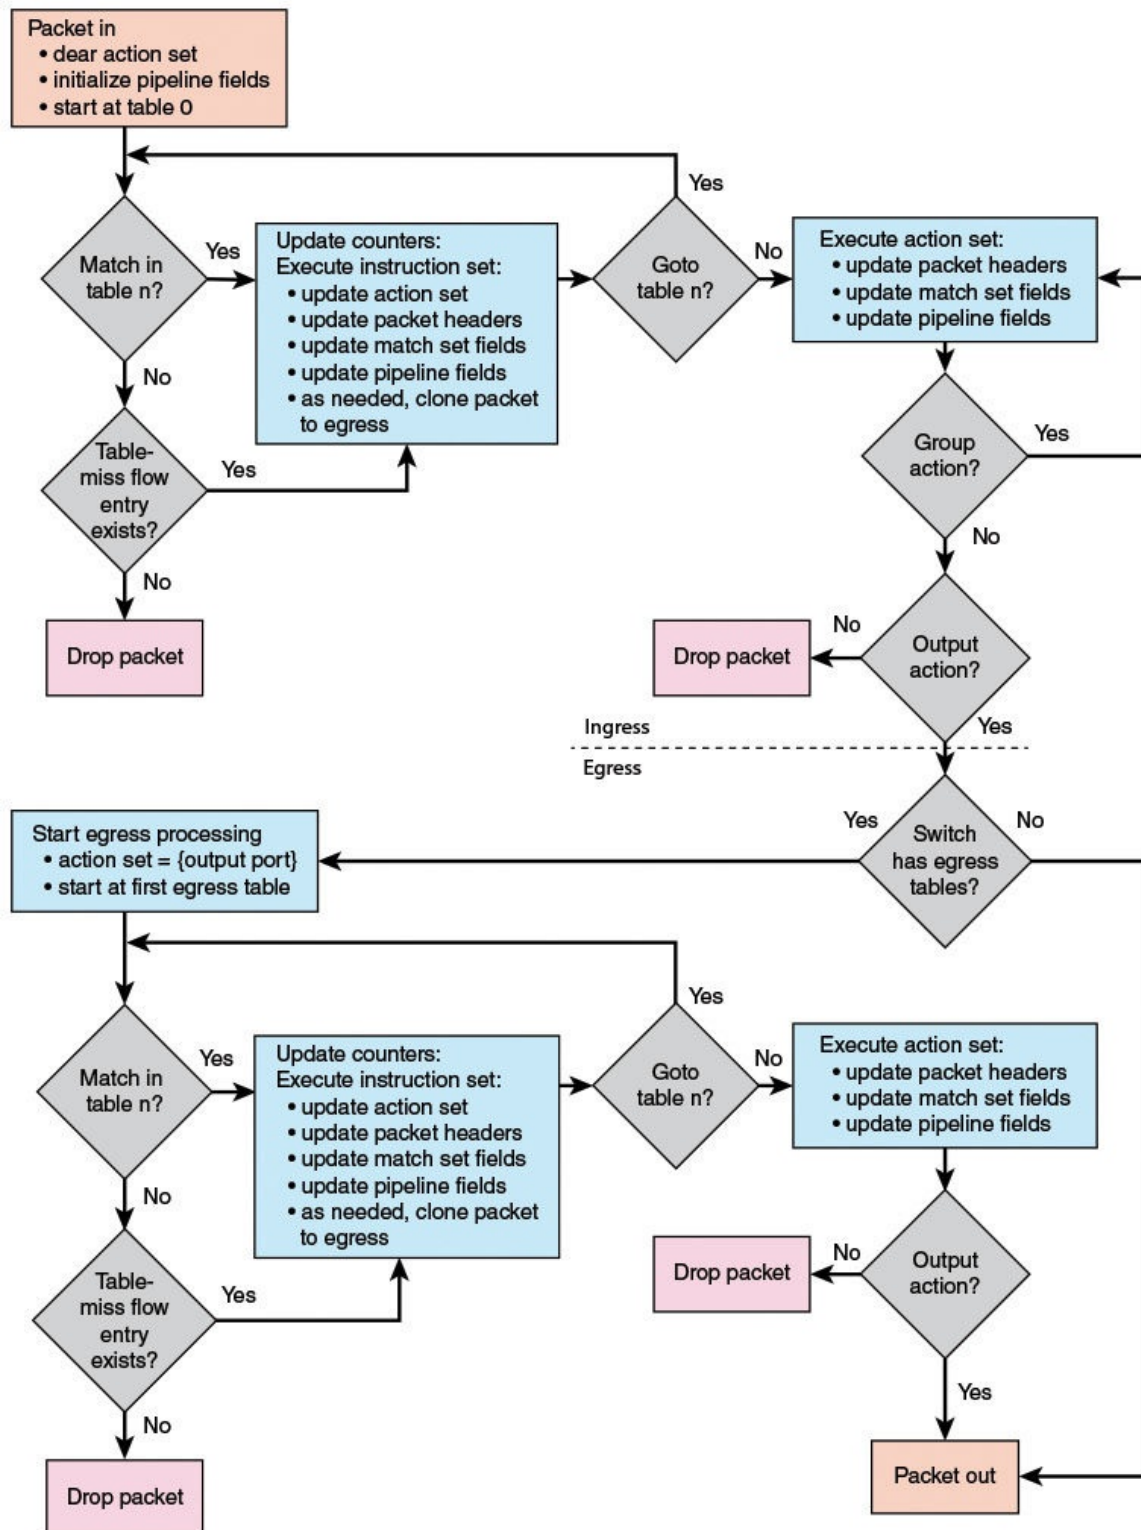 Packet in
• dear action set
• initialize pipeline fields
• start at table 0
Yes
Match in
table n?
Yes
Update counters:
Execute instruction set:
• update action set
• update packet headers
• update match set fields
• update pipeline fields
• as needed, clone packet
to egress
Goto
table n?
No
Execute action set:
• update packet headers
• update match set fields
• update pipeline fields
No
Table-
miss flow
entry
exists?
Yes
No
Drop packet
Group
action?
Yes
No
Output
action?
No
Drop packet
Yes
Ingress
Egress
Switch
has egress
tables?
Yes
No
Start egress processing
• action set = {output port}
• start at first egress table
Yes
Match in
table n?
Yes
Update counters:
Execute instruction set:
• update action set
• update packet headers
• update match set fields
• update pipeline fields
• as needed, clone packet
to egress
Goto
table n?
No
Execute action set:
• update packet headers
• update match set fields
• update pipeline fields
No
Table-
miss flow
entry
exists?
Yes
No
Drop packet
Output
action?
No
Drop packet
Yes
Packet out